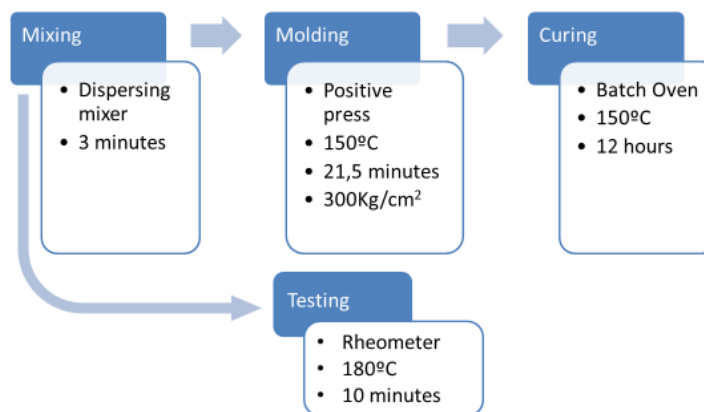 Mixing
• Dispersing
mixer
• 3 minutes
Molding
• Positive
press
• 150ºC
• 21,5 minutes
• 300Kg/cm²
Curing
• Batch Oven
• 150ºC
• 12 hours
Testing
• Rheometer
• 180ºC
• 10 minutes